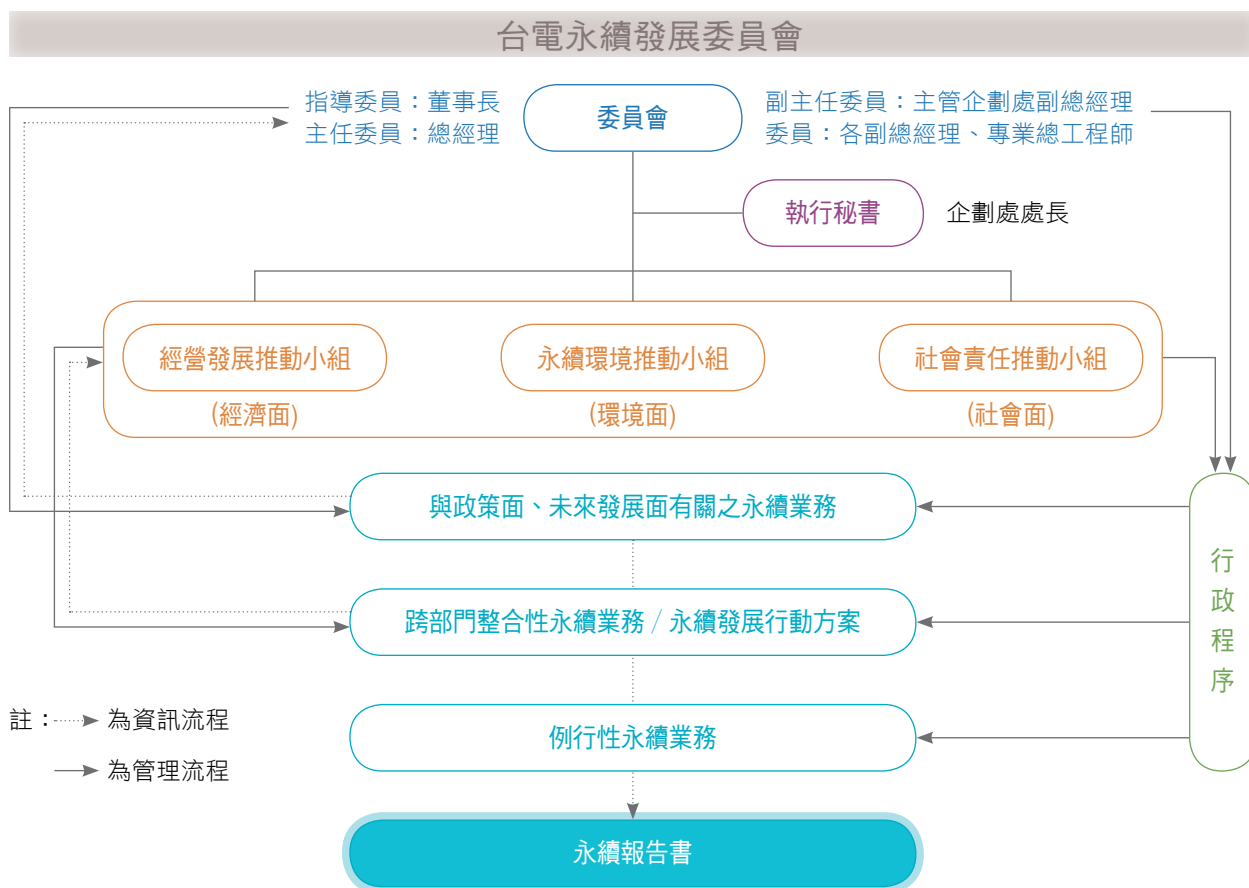 台電永續發展委員會
指導委員：董事長
主任委員：總經理
委員會
副主任委員：主管企劃處副總經理
委員：各副總經理、專業總工程師
執行秘書
企劃處處長
經營發展推動小組
(經濟面)
永續環境推動小組
(環境面)
社會責任推動小組
(社會面)
與政策面、未來發展面有關之永續業務
跨部門整合性永續業務 / 永續發展行動方案
例行性永續業務
永續報告書
行政程序
註：為資訊流程
為管理流程